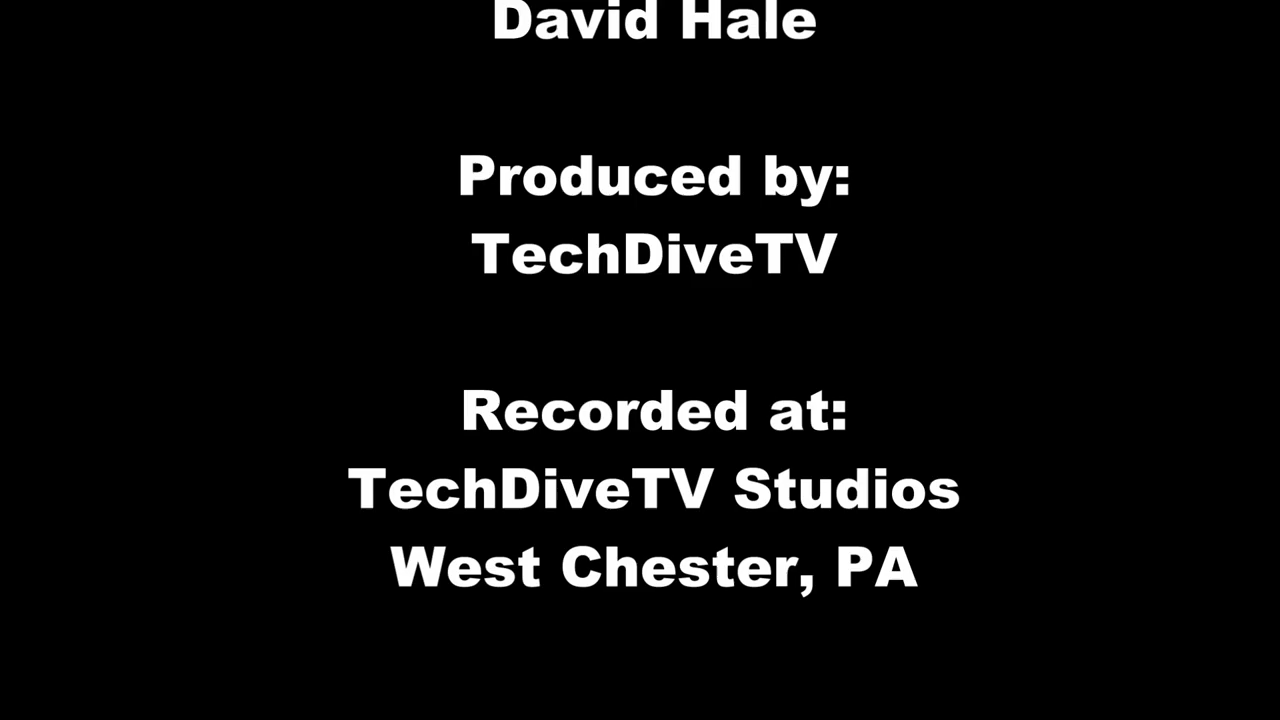 David Hale
Produced by:
TechDiveTV
Recorded at:
TechDiveTV Studios
West Chester, PA